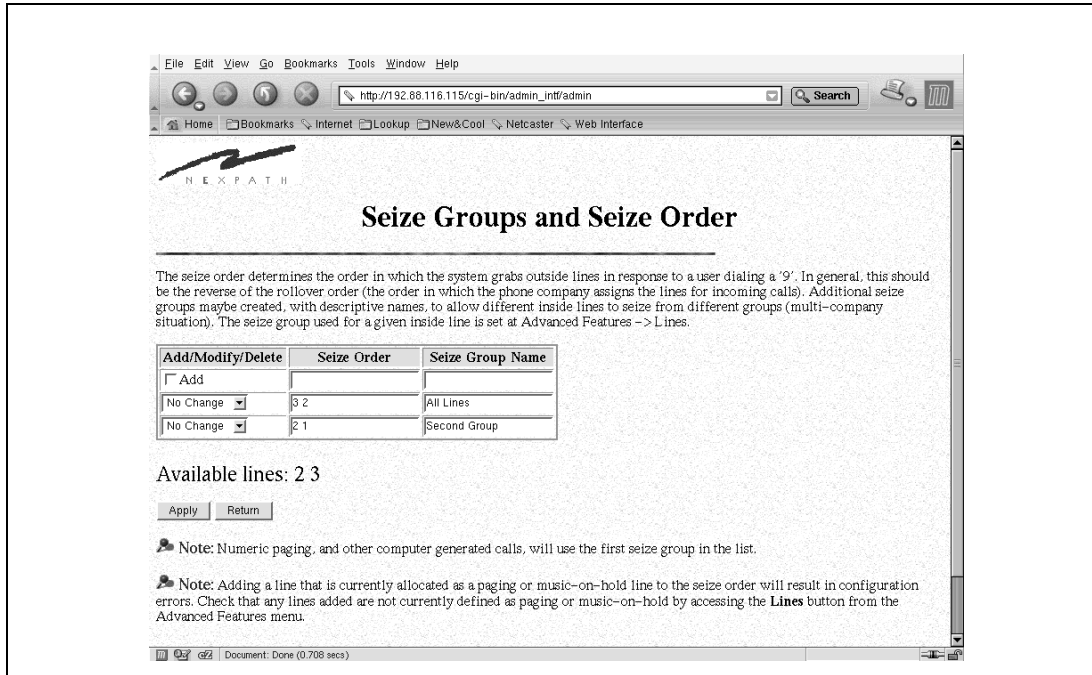 File Edit View Go Bookmarks Tools Window Help
http://192.88.116.115/cgi-bin/admin_intf/admin Search
Home Bookmarks Internet Lookup New&Cool Netcaster Web Interface
NEXPATH
Seize Groups and Seize Order
The seize order determines the order in which the system grabs outside lines in response to a user dialing a '9'. In general, this should
be the reverse of the rollover order (the order in which the phone company assigns the lines for incoming calls). Additional seize
groups maybe created, with descriptive names, to allow different inside lines to seize from different groups (multi-company
situation). The seize group used for a given inside line is set at Advanced Features -> Lines.
Add/Modify/Delete Seize Order Seize Group Name
Add
No Change 3 2 All Lines
No Change 2 1 Second Group
Available lines: 2 3
Apply Return
Note: Numeric paging, and other computer generated calls, will use the first seize group in the list.
Note: Adding a line that is currently allocated as a paging or music-on-hold line to the seize order will result in configuration
errors. Check that any lines added are not currently defined as paging or music-on-hold by accessing the Lines button from the
Advanced Features menu.
Document: Done (0.708 secs)